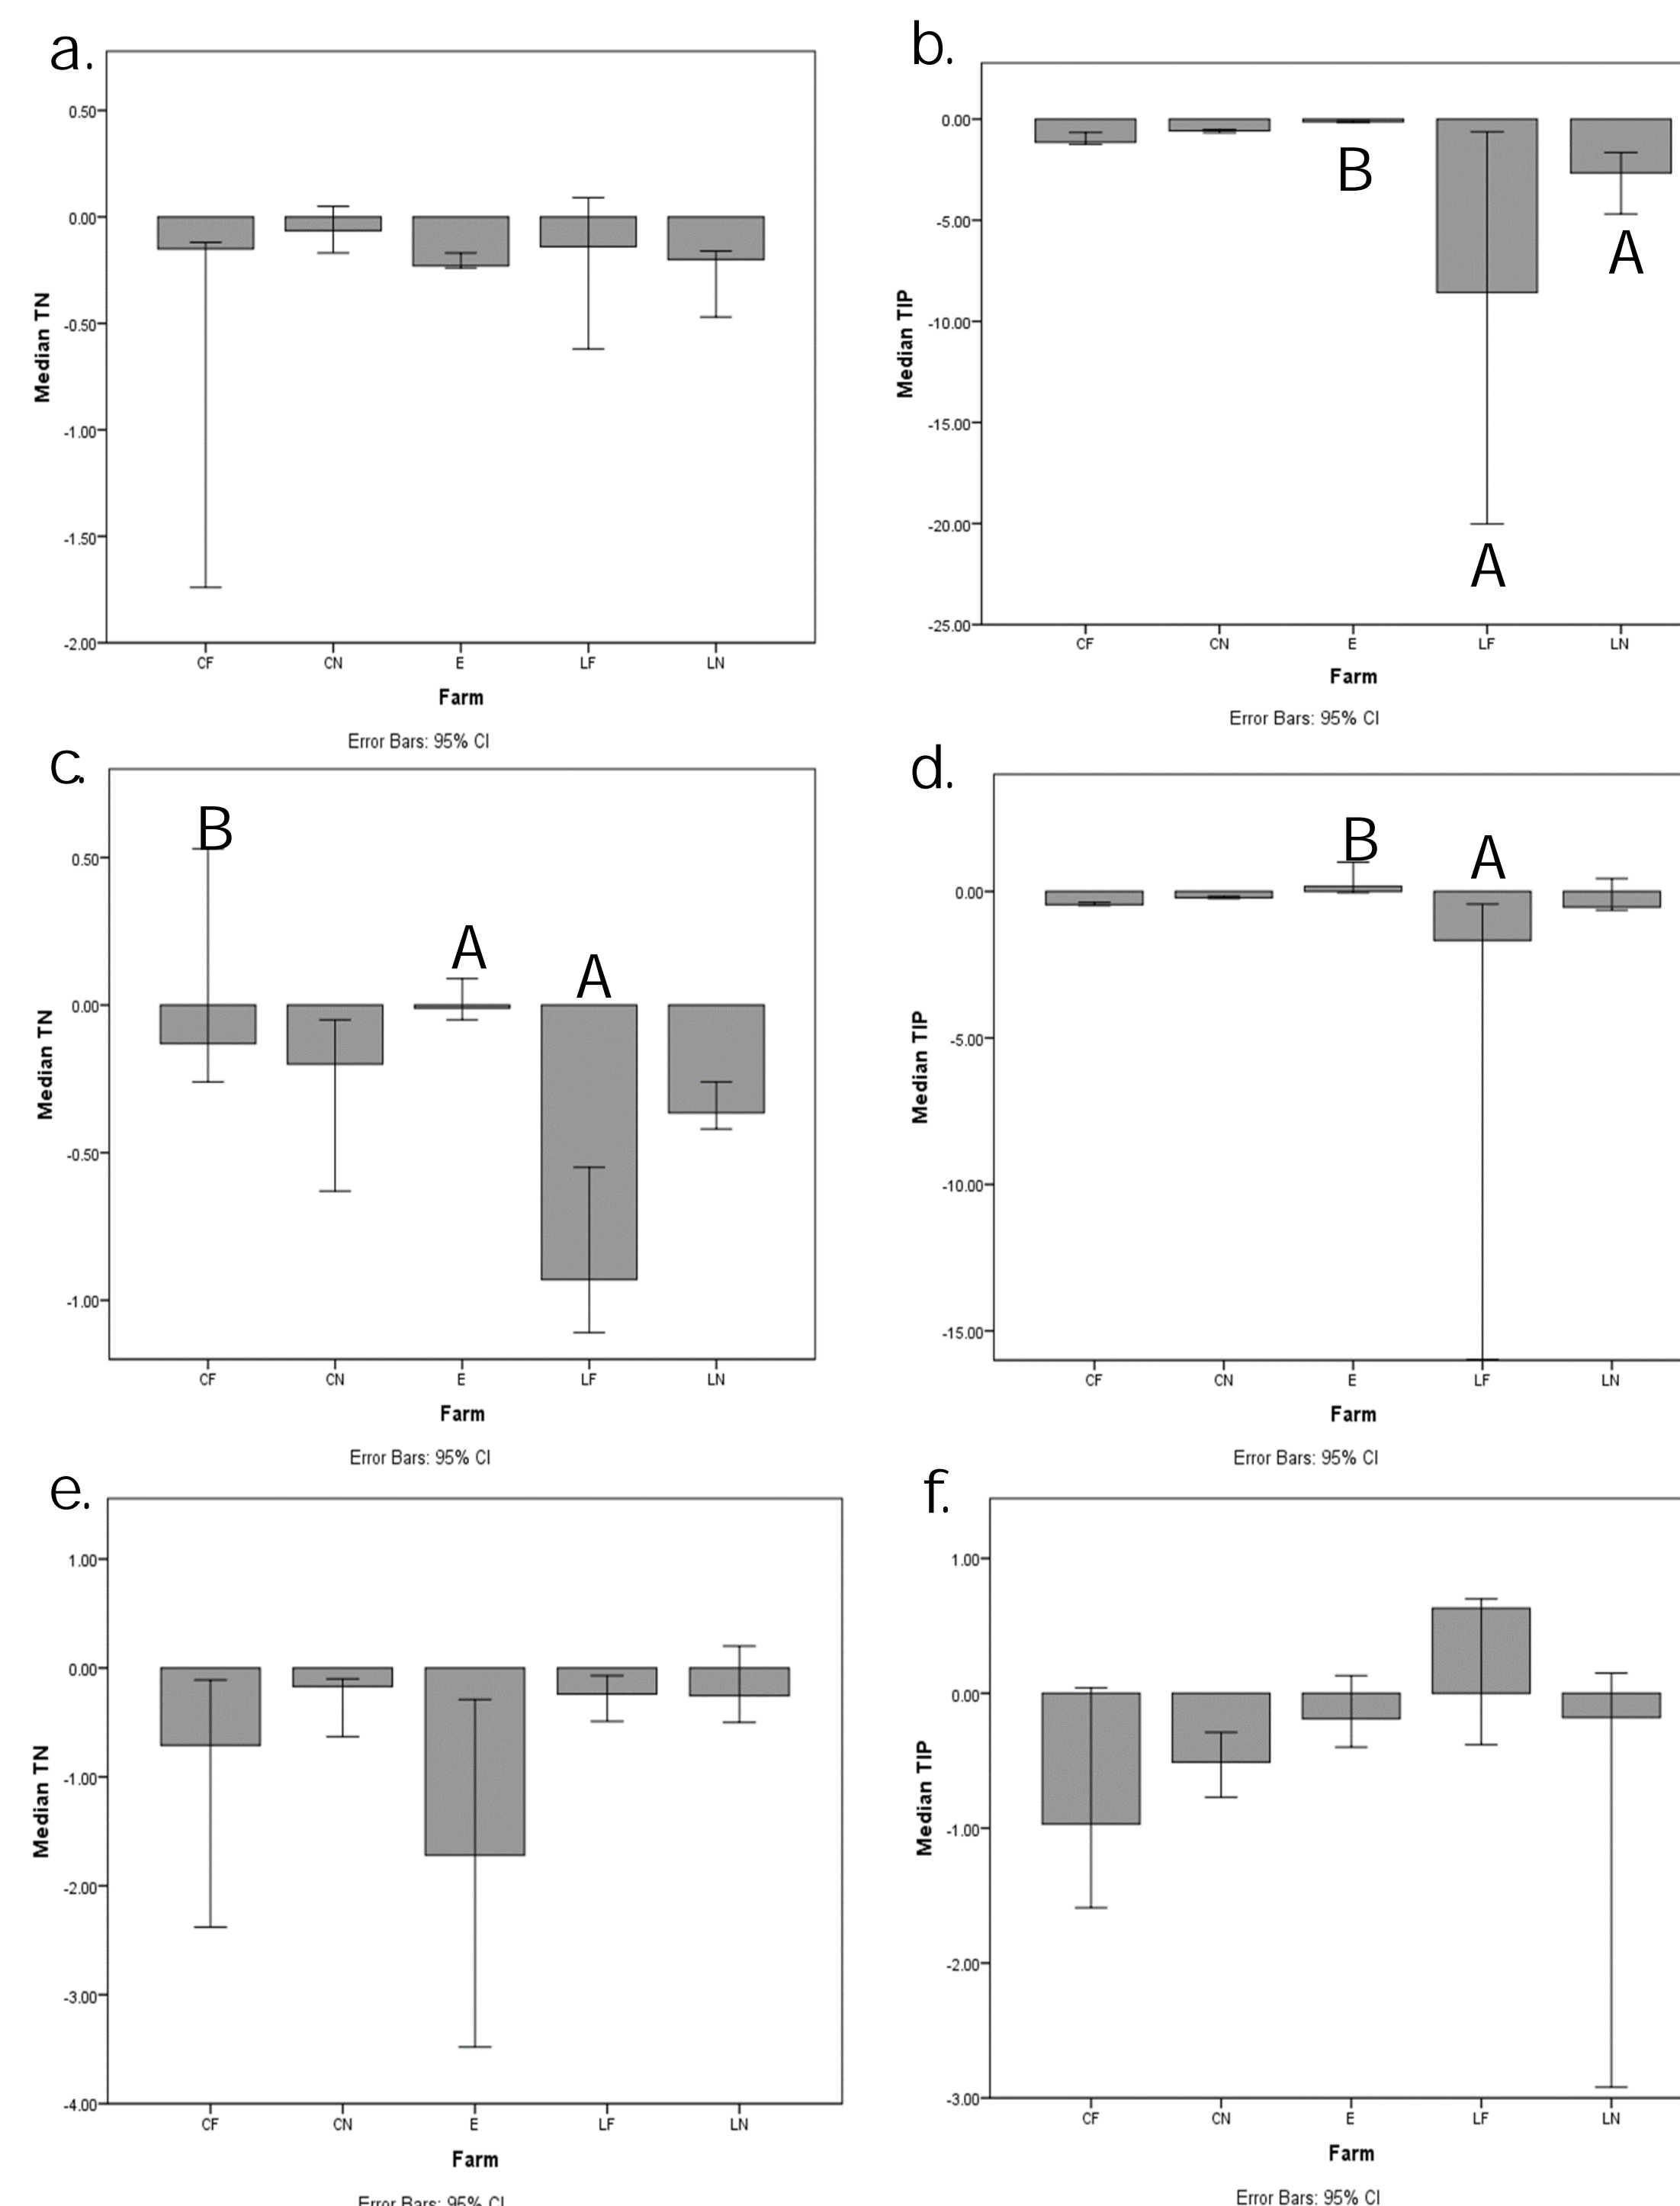 a.
0.50
0.00
-0.50
-1.00
-1.50
-2.00
Median TN
CF CN E LF LN
Farm
Error Bars: 95% CI
b.
0.00
-5.00
-10.00
-15.00
-20.00
-25.00
Median TIP
B
A
A
CF CN E LF LN
Farm
Error Bars: 95% CI
c.
0.50
0.00
-0.50
-1.00
Median TN
B
A
A
CF CN E LF LN
Farm
Error Bars: 95% CI
d.
0.00
-5.00
-10.00
-15.00
Median TIP
B
A
CF CN E LF LN
Farm
Error Bars: 95% CI
e.
1.00
0.00
-1.00
-2.00
-3.00
-4.00
Median TN
CF CN E LF LN
Farm
Error Bars: 95% CI
f.
1.00
0.00
-1.00
-2.00
-3.00
Median TIP
CF CN E LF LN
Farm
Error Bars: 95% CI